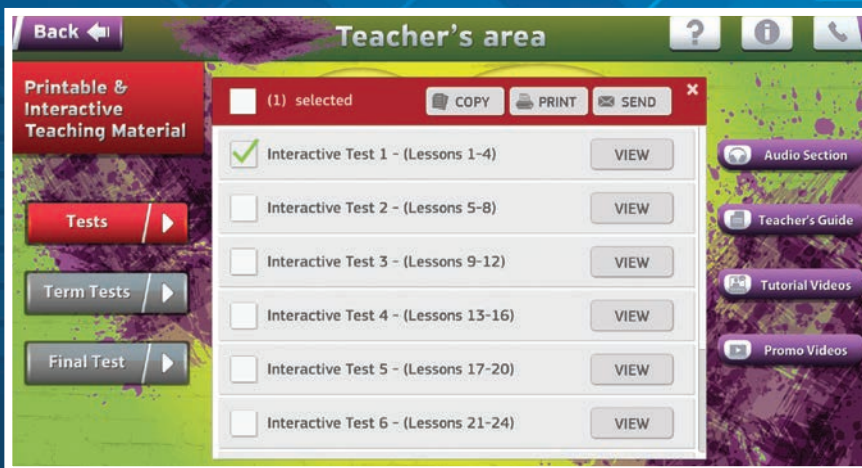 Back
Teacher's area
?
i
Printable &
Interactive
Teaching Material
(1) selected
COPY
PRINT
SEND
×
Interactive Test 1 - (Lessons 1-4)
VIEW
Interactive Test 2 - (Lessons 5-8)
VIEW
Interactive Test 3 - (Lessons 9-12)
VIEW
Interactive Test 4 - (Lessons 13-16)
VIEW
Interactive Test 5 - (Lessons 17-20)
VIEW
Interactive Test 6 - (Lessons 21-24)
VIEW
Tests
Term Tests
Final Test
Audio Section
Teacher's Guide
Tutorial Videos
Promo Videos